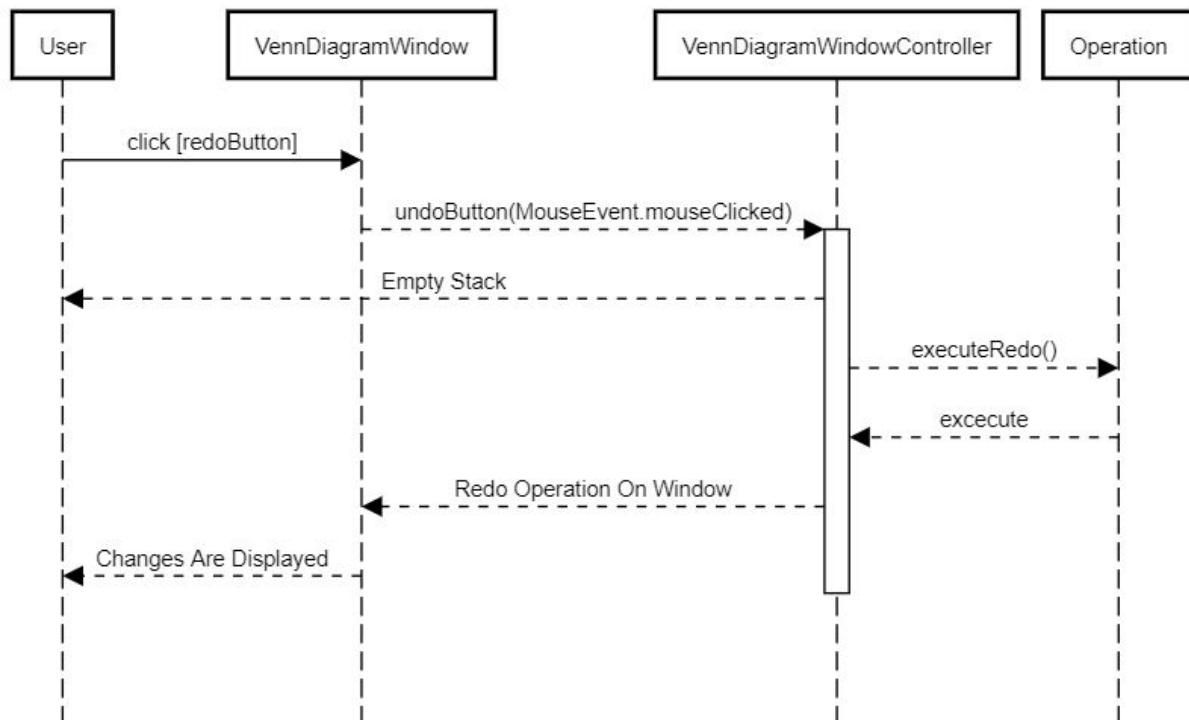 User
VennDiagramWindow
VennDiagramWindowController
Operation
click [redoButton]
undoButton(MouseEvent.mouseClicked)
Empty Stack
executeRedo()
excecute
Redo Operation On Window
Changes Are Displayed